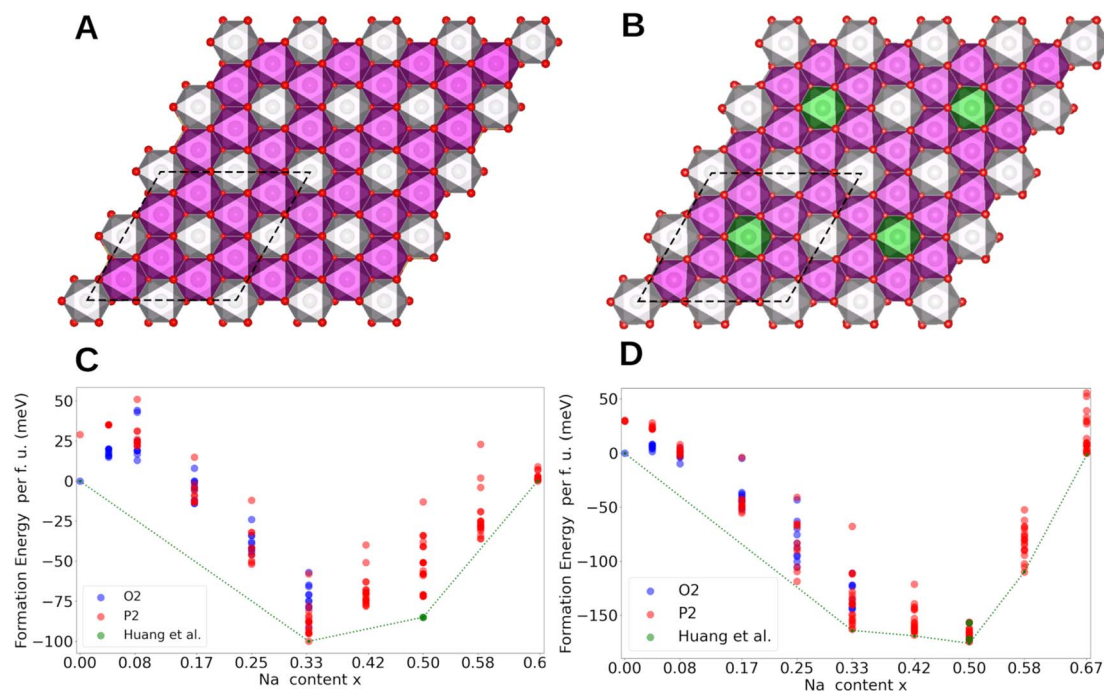 A
B
C
Formation Energy per f. u. (meV)
50
25
0
−25
−50
−75
−100
O2
P2
Huang et al.
0.00 0.08 0.17 0.25 0.33 0.42 0.50 0.58 0.6
Na content x
D
Formation Energy per f. u. (meV)
50
0
−50
−100
−150
O2
P2
Huang et al.
0.00 0.08 0.17 0.25 0.33 0.42 0.50 0.58 0.67
Na content x